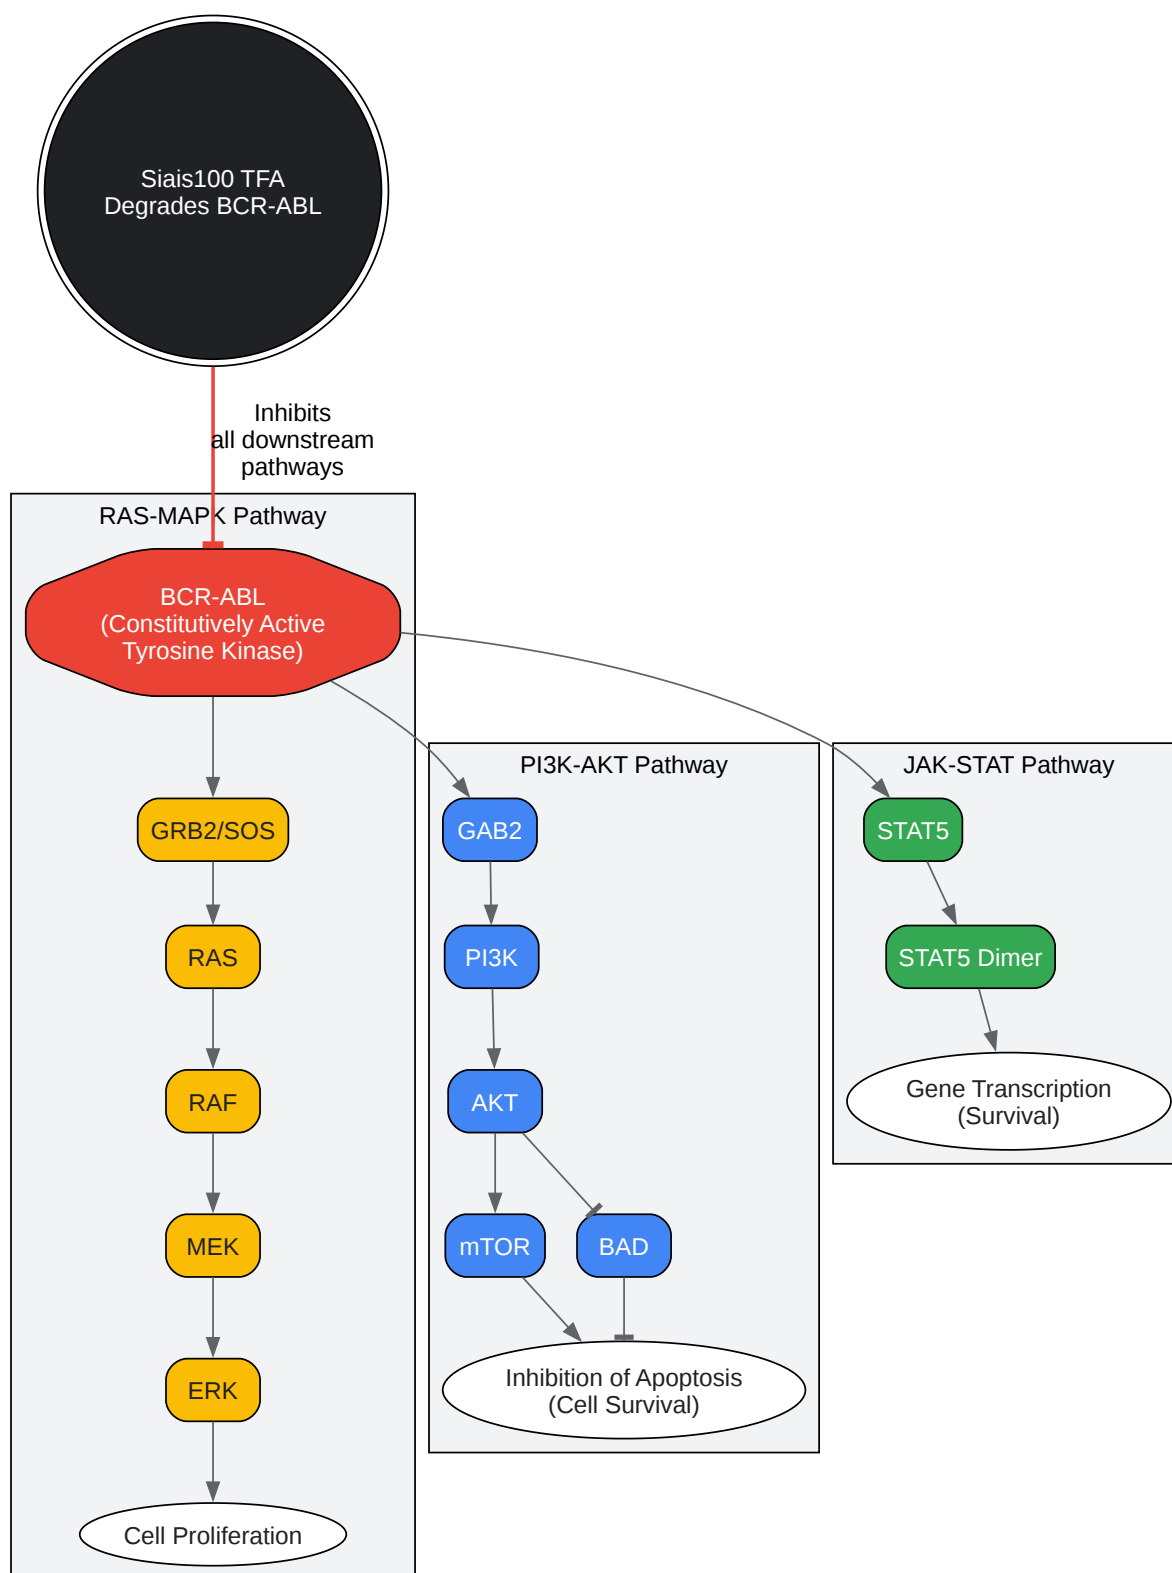 Siais100 TFA
Degrades BCR-ABL
Inhibits
all downstream
pathways
RAS-MAPK Pathway
BCR-ABL
(Constitutively Active
Tyrosine Kinase)
PI3K-AKT Pathway
JAK-STAT Pathway
GRB2/SOS
GAB2
STAT5
RAS
PI3K
STAT5 Dimer
RAF
AKT
Gene Transcription
(Survival)
MEK
mTOR
BAD
ERK
Inhibition of Apoptosis
(Cell Survival)
Cell Proliferation